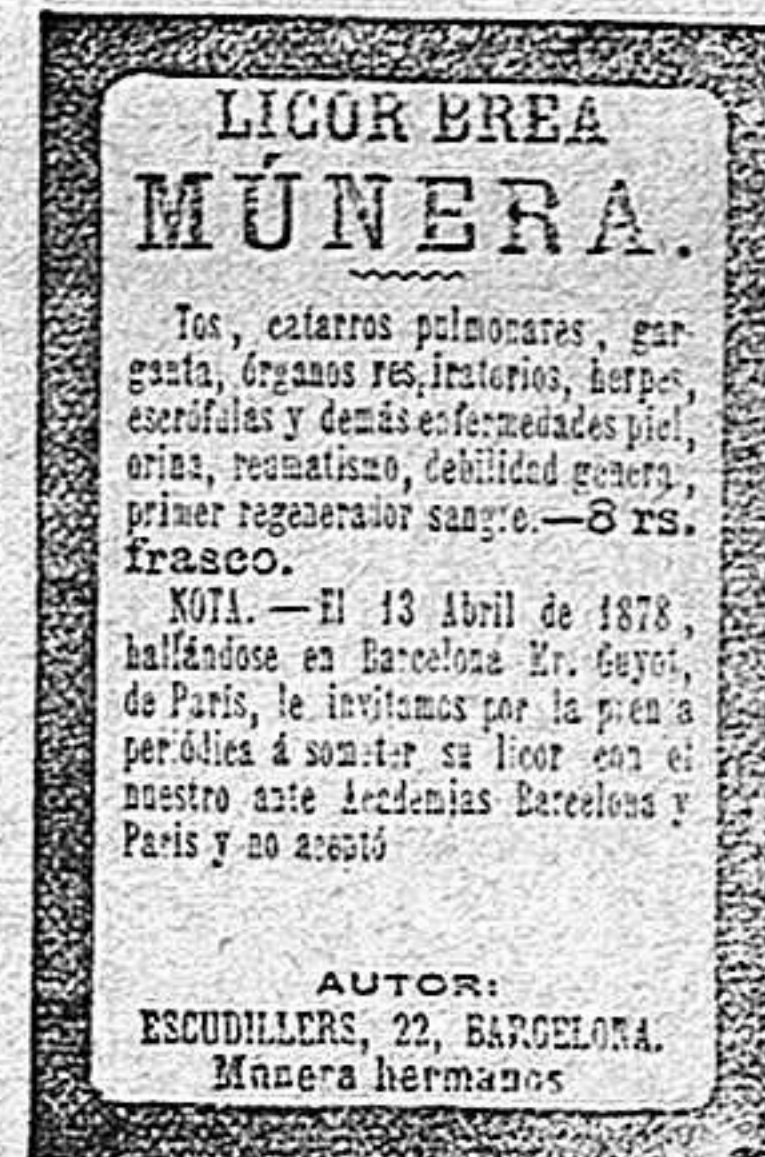 LICOR BREA
MÚNERA.
Tos, catarros pulmonares, gar-
ganta, órganos respiratorios, herpes,
escrófulas y demás enfermedades piel,
orina, reumatismo, debilidad general,
primer regenerador sangre.—8 rs.
frasco.
NOTA.—El 13 Abril de 1878,
hallándose en Barcelona Mr. Guyot,
de París, le invitamos por la prensa
periódica á someter su licor con el
nuestro ante Academias Barcelona y
Paris y no aceptó
AUTOR:
ESCUDILLERS, 22, BARCELONA.
Munera hermanos